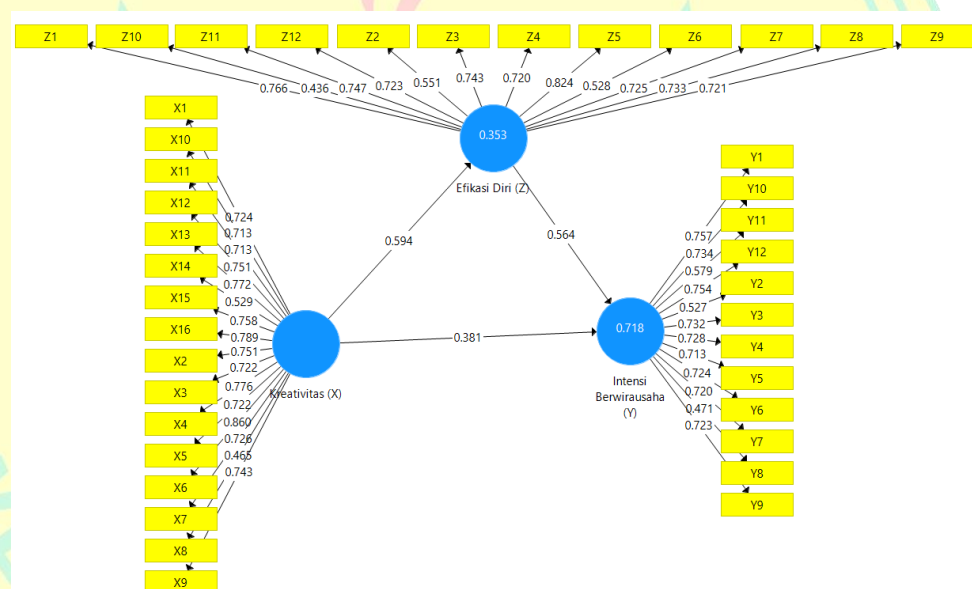 Z1 Z10 Z11 Z12 Z2 Z3 Z4 Z5 Z6 Z7 Z8 Z9
0.766 0.436 0.747 0.723 0.551 0.743 0.720 0.824 0.528 0.725 0.733 0.721
0.353
Efikasi Diri (Z)
X1
X10
X11
X12
X13
X14
X15
X16
X2
X3
X4
X5
X6
X7
X8
X9
0.724
0.713
0.713
0.751
0.772
0.529
0.758
0.789
0.751
0.722
0.776
0.722
0.860
0.726
0.465
0.743
Kreativitas (X)
0.594
0.564
0.381
0.718
Intensi
Berwirausaha
(Y)
0.757
0.734
0.579
0.754
0.527
0.732
0.728
0.713
0.724
0.720
0.471
0.723
Y1
Y10
Y11
Y12
Y2
Y3
Y4
Y5
Y6
Y7
Y8
Y9